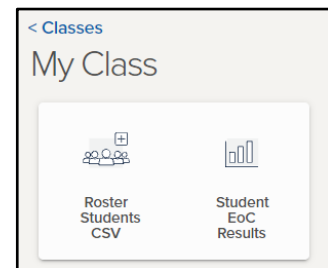 < Classes
My Class
Roster
Students
CSV
Student
EoC
Results